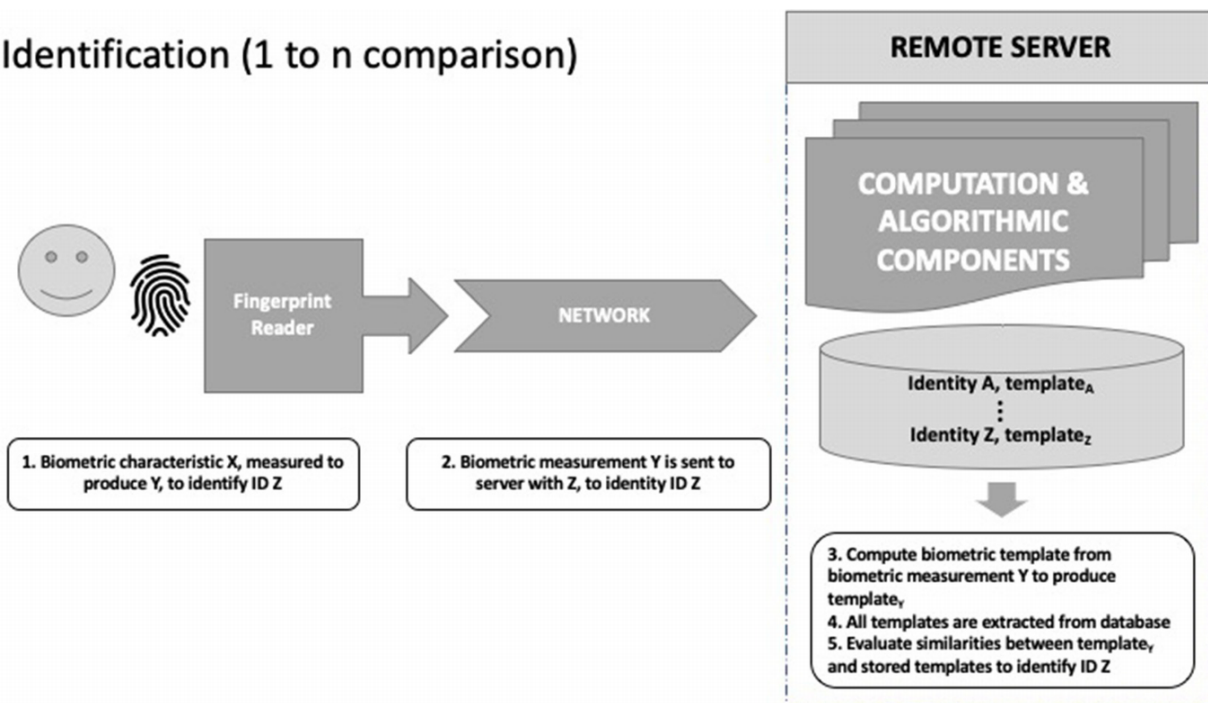 Identification (1 to n comparison)
REMOTE SERVER
COMPUTATION &
ALGORITHMIC
COMPONENTS
Fingerprint
Reader
NETWORK
Identity A, templateA
⋮
Identity Z, templateZ
1. Biometric characteristic X, measured to
produce Y, to identify ID Z
2. Biometric measurement Y is sent to
server with Z, to identity ID Z
3. Compute biometric template from
biometric measurement Y to produce
templateY
4. All templates are extracted from database
5. Evaluate similarities between templateY
and stored templates to identify ID Z